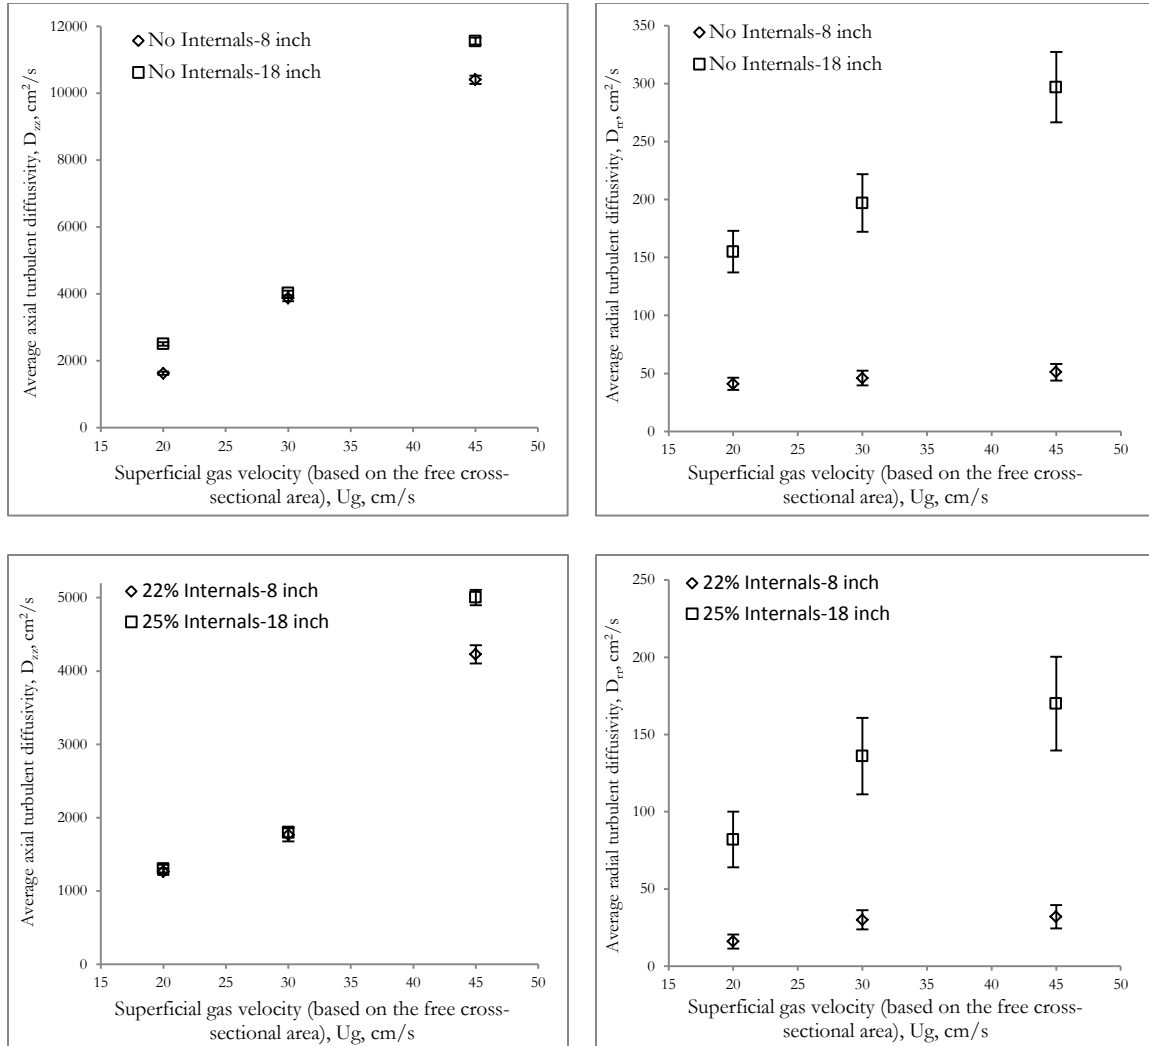 Average axial turbulent diffusivity, D_zz, cm²/s
12000
10000
8000
6000
4000
2000
0
No Internals-8 inch
No Internals-18 inch
15 20 25 30 35 40 45 50
Superficial gas velocity (based on the free cross-
sectional area), Ug, cm/s
Average radial turbulent diffusivity, D_rr, cm²/s
350
300
250
200
150
100
50
0
No Internals-8 inch
No Internals-18 inch
15 20 25 30 35 40 45 50
Superficial gas velocity (based on the free cross-
sectional area), Ug, cm/s
Average axial turbulent diffusivity, D_zz, cm²/s
5000
4000
3000
2000
1000
0
22% Internals-8 inch
25% Internals-18 inch
15 20 25 30 35 40 45 50
Superficial gas velocity (based on the free cross-
sectional area), Ug, cm/s
Average radial turbulent diffusivity, D_rr, cm²/s
250
200
150
100
50
0
22% Internals-8 inch
25% Internals-18 inch
15 20 25 30 35 40 45 50
Superficial gas velocity (based on the free cross-
sectional area), Ug, cm/s